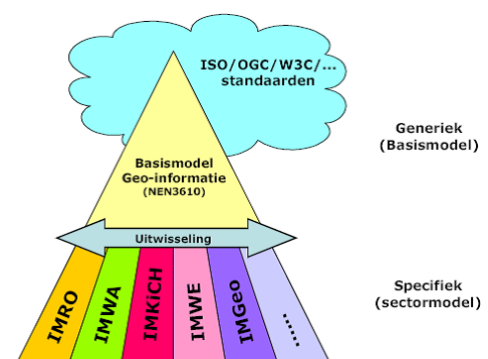 ISO/OGC/W3C/...
standaarden
Generiek
(Basismodel)
Basismodel
Geo-informatie
(NEN3610)
Uitwisseling
Specifiek
(sectormodel)
IMRO
IMWA
IMKiCH
IMWE
IMGeo
......